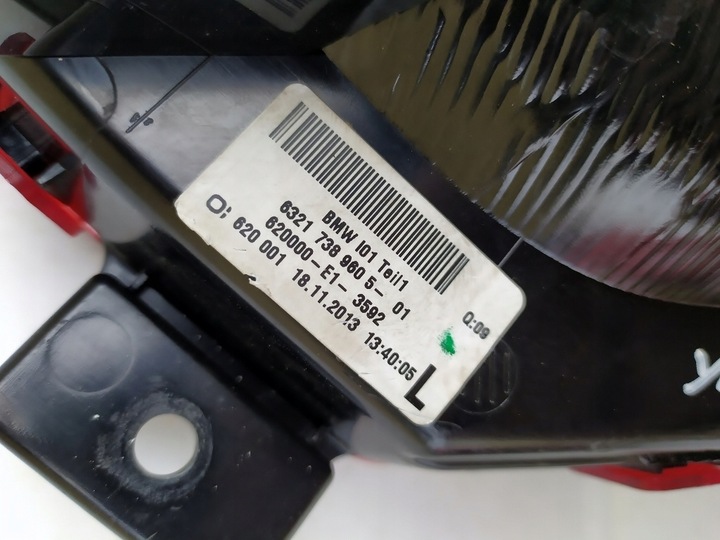 BMW I01 Teil1
6321 738 960 5- 01
620000-E1- 3592
O: 620 001 18.11.2013 13:40:05
Q:09
L